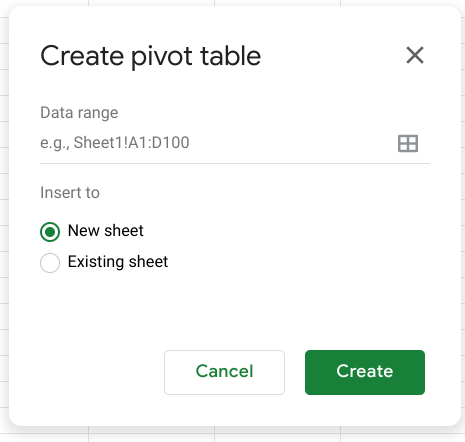 Create pivot table
Data range
e.g., Sheet1!A1:D100
Insert to
New sheet
Existing sheet
Cancel
Create